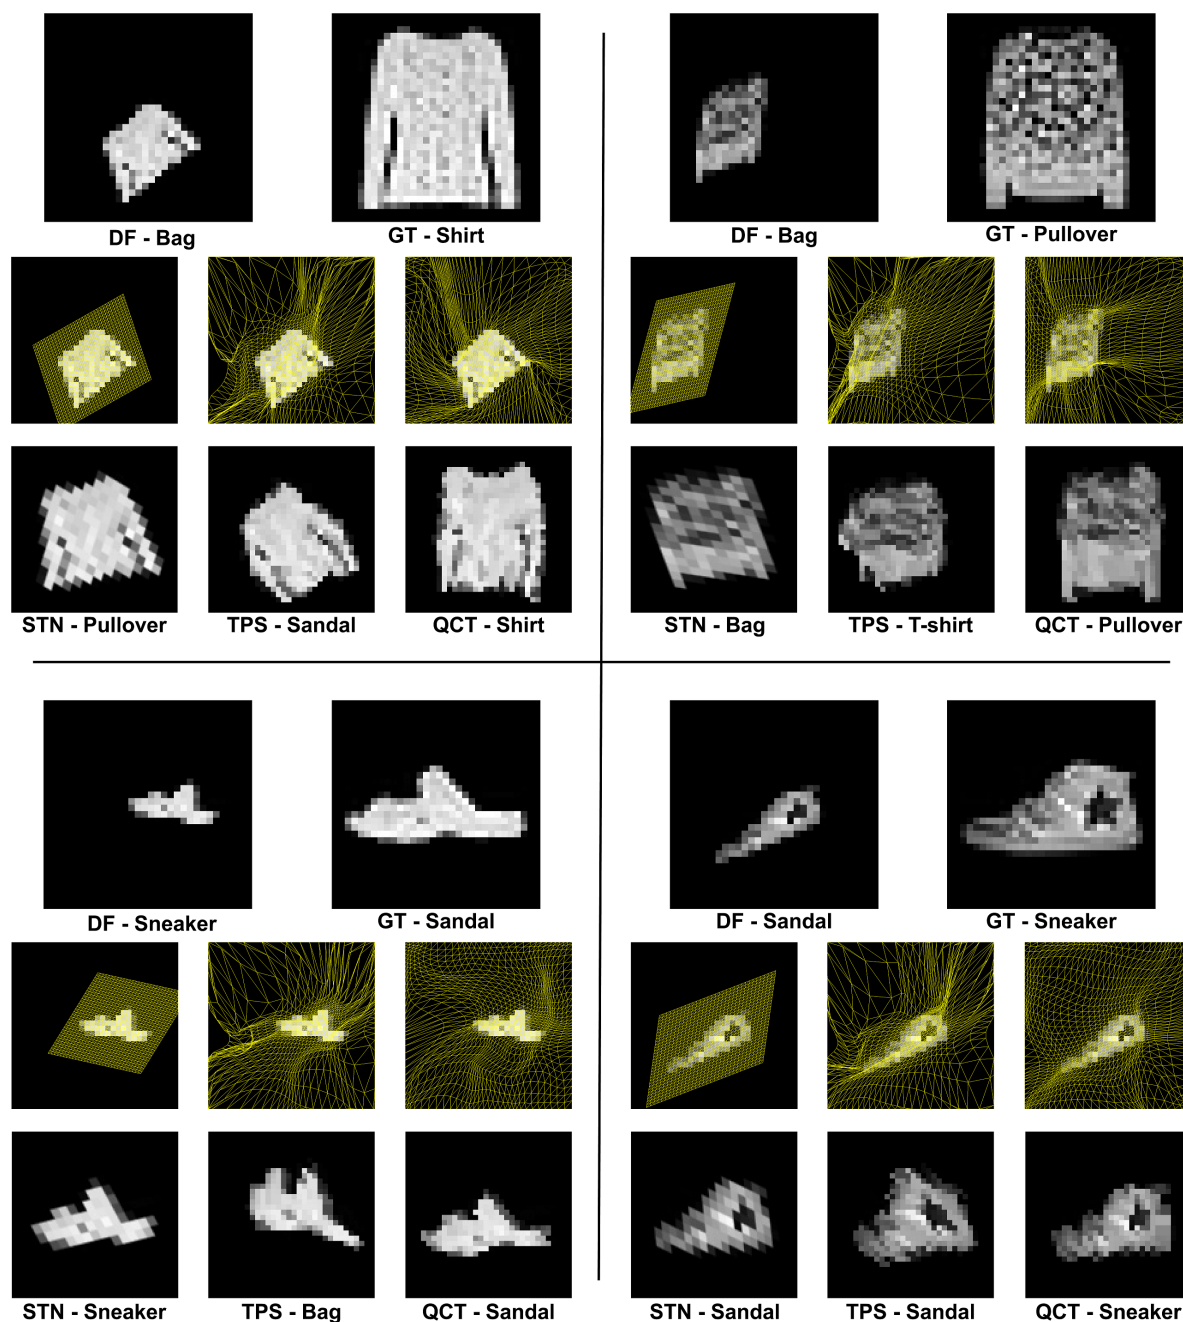 DF - Bag
GT - Shirt
DF - Bag
GT - Pullover
STN - Pullover
TPS - Sandal
QCT - Shirt
STN - Bag
TPS - T-shirt
QCT - Pullover
DF - Sneaker
GT - Sandal
DF - Sandal
GT - Sneaker
STN - Sneaker
TPS - Bag
QCT - Sandal
STN - Sandal
TPS - Sandal
QCT - Sneaker